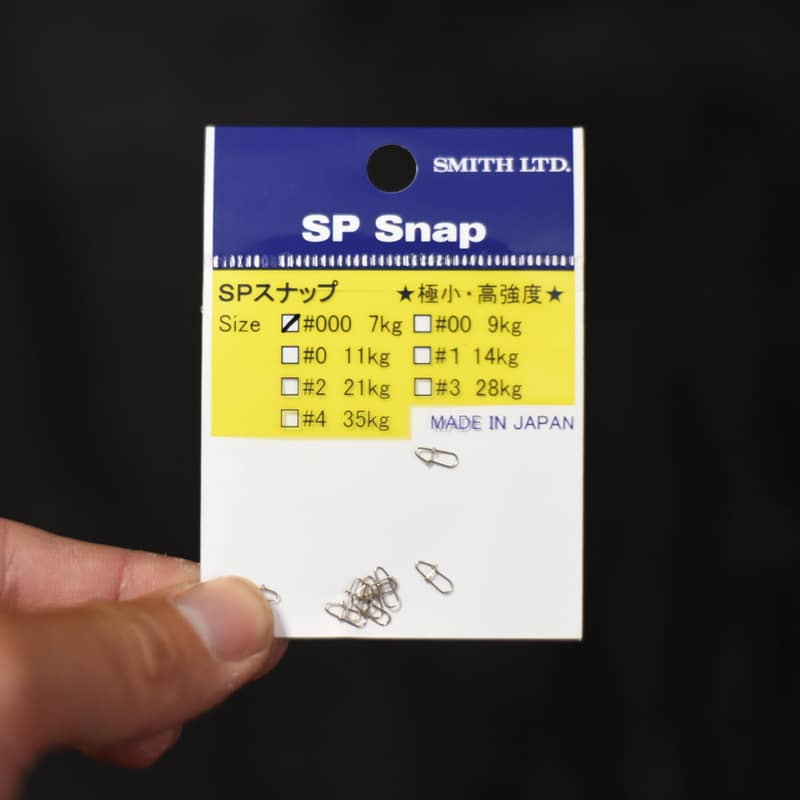 SMITH LTD.
SP Snap
SPスナップ ★極小・高強度★
Size #000 7kg #00 9kg
#0 11kg #1 14kg
#2 21kg #3 28kg
#4 35kg
MADE IN JAPAN